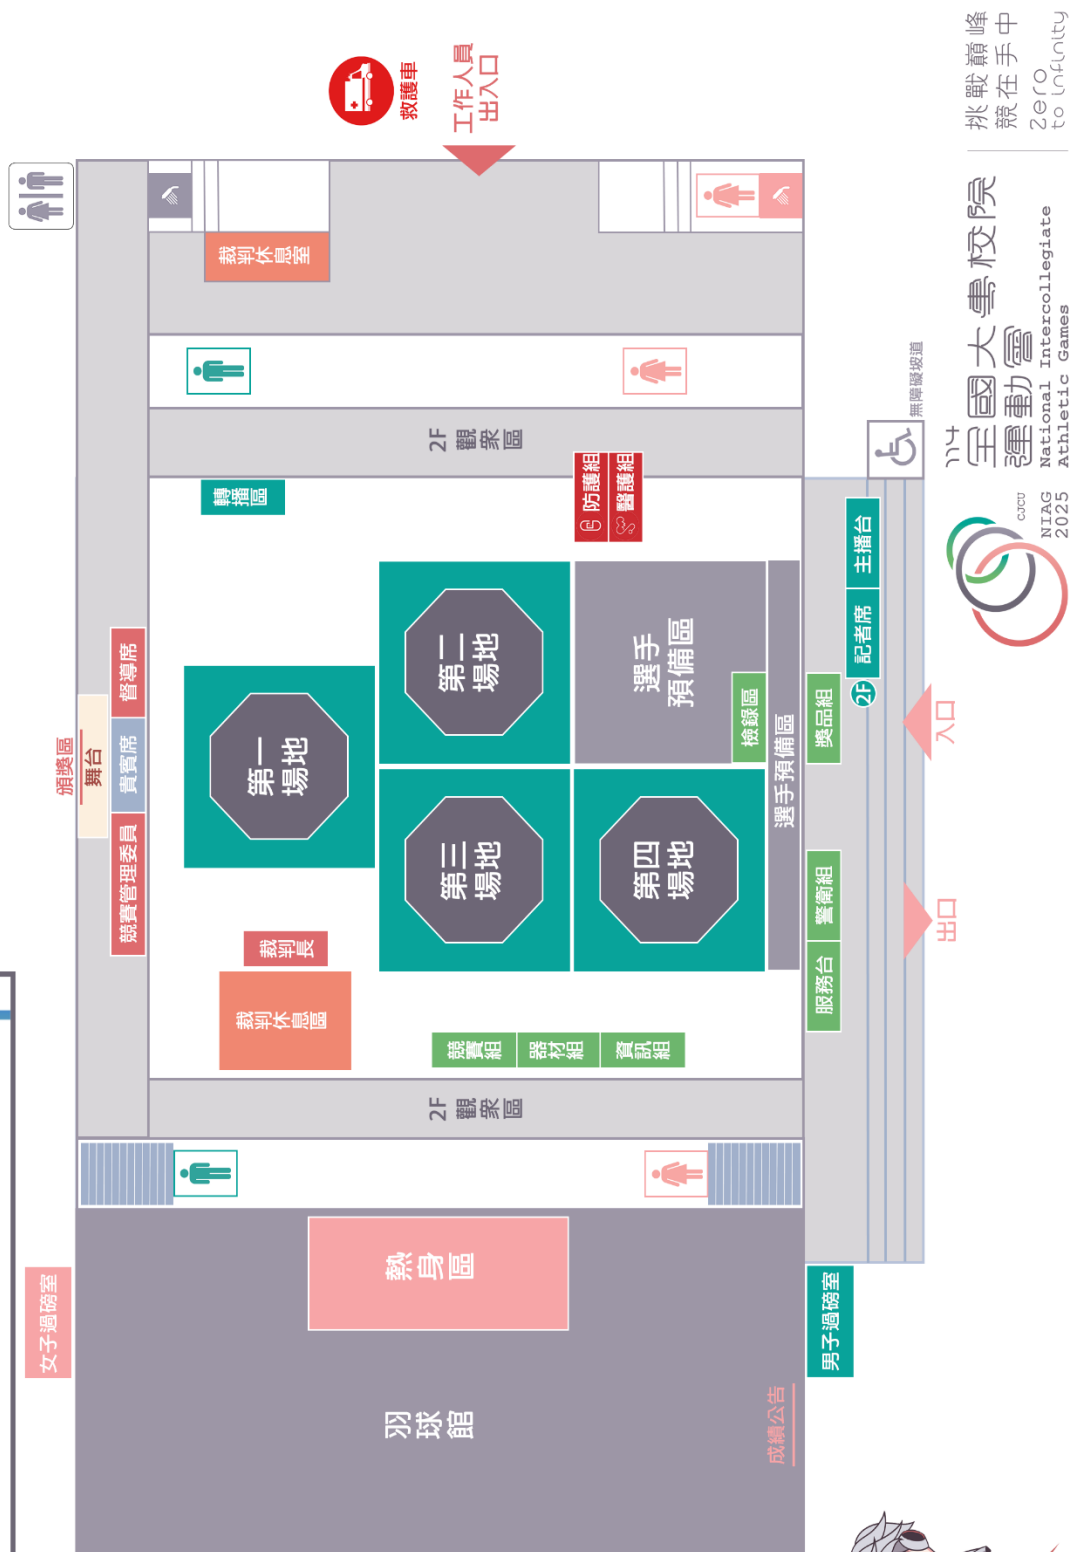 女子過磅室
頒獎區
舞台
競賽管理委員
貴賓席
督導席
裁判休息區
裁判長
第一
場地
轉播區
裁判休息室
救護車
工作人員
出入口
羽球館
熱身區
2F
觀眾區
競賽組
器材組
資訊組
第三
場地
第二
場地
2F
觀眾區
第四
場地
選手
預備區
檢錄區
防護組
醫護組
選手預備區
成績公告
男子過磅室
服務台
警衛組
獎品組
2F
記者席
主播台
無障礙坡道
出口
入口
CJCU
NIAG
2025
114
全國大專校院
運動會
National Intercollegiate
Athletic Games
挑戰巔峰
競在手中
Zero
to infinity